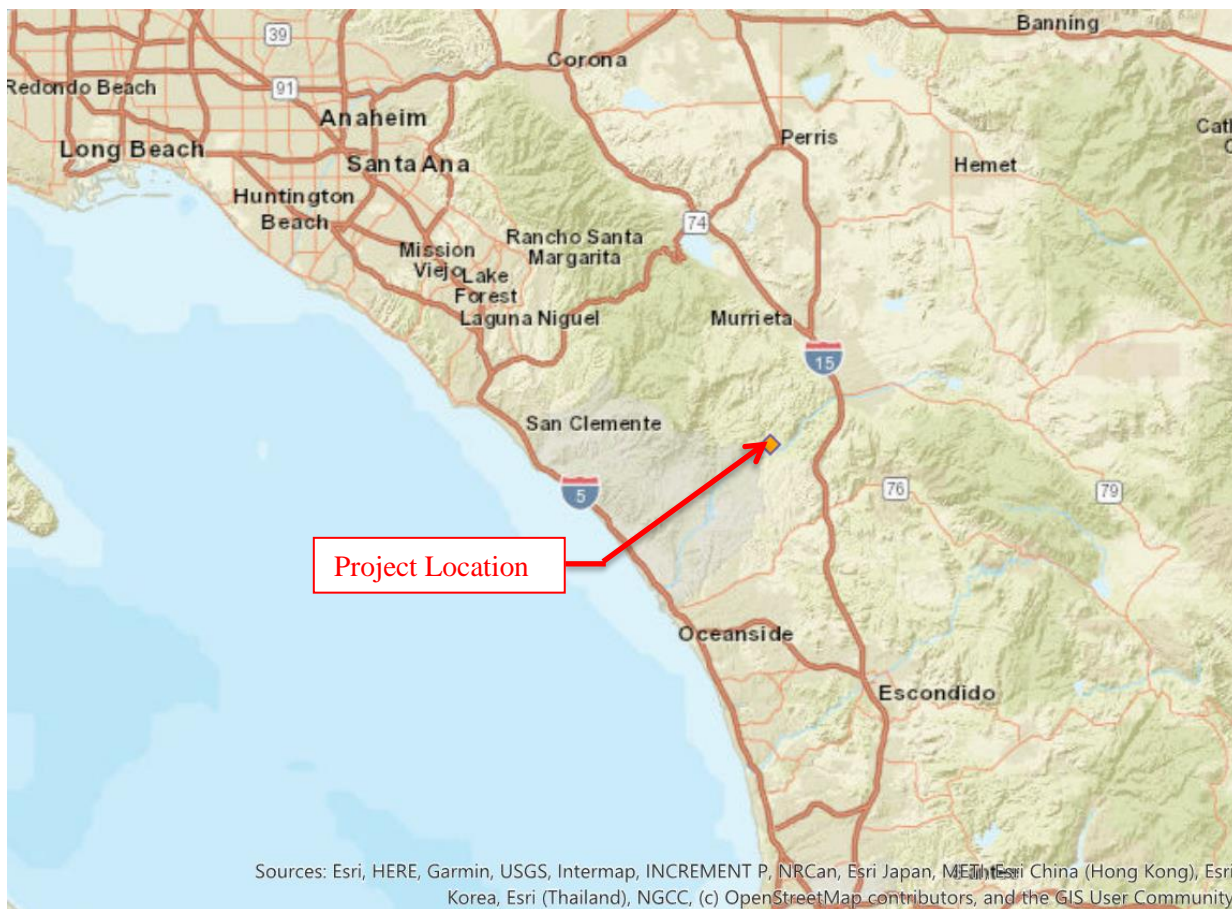 Banning
39
Corona
Redondo Beach
91
Anaheim
Perris
Long Beach
Santa Ana
Hemet
Huntington
Beach
74
Rancho Santa
Margarita
Mission
Viejo
Lake
Forest
Laguna Niguel
Murrieta
15
San Clemente
5
76
79
Project Location
Oceanside
Escondido
Sources: Esri, HERE, Garmin, USGS, Intermap, INCREMENT P, NRCan, Esri Japan, METI, Esri China (Hong Kong), Esri
Korea, Esri (Thailand), NGCC, (c) OpenStreetMap contributors, and the GIS User Community